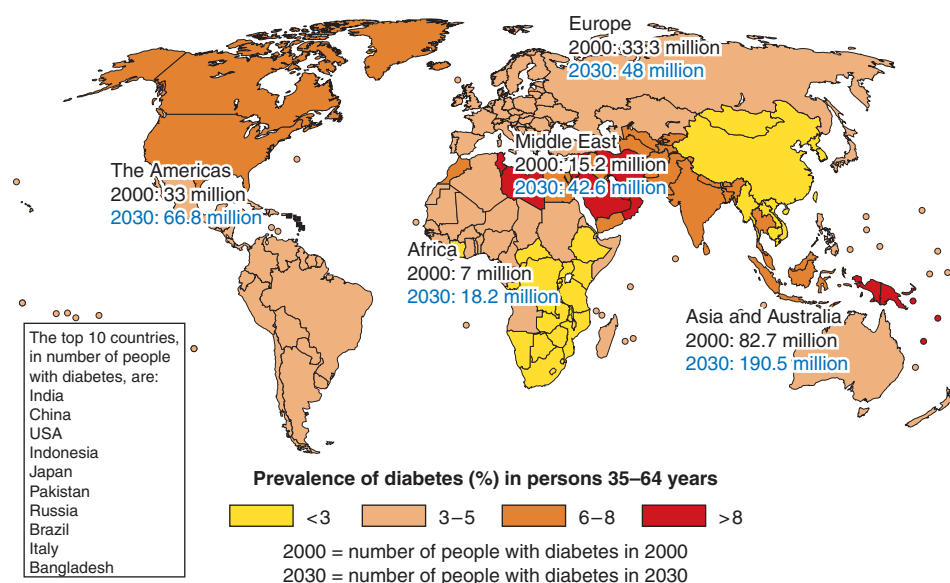 Europe
2000: 33.3 million
2030: 48 million
Middle East
2000: 15.2 million
2030: 42.6 million
The Americas
2000: 33 million
2030: 66.8 million
Africa
2000: 7 million
2030: 18.2 million
Asia and Australia
2000: 82.7 million
2030: 190.5 million
The top 10 countries,
in number of people
with diabetes, are:
India
China
USA
Indonesia
Japan
Pakistan
Russia
Brazil
Italy
Bangladesh
Prevalence of diabetes (%) in persons 35–64 years
<3
3–5
6–8
>8
2000 = number of people with diabetes in 2000
2030 = number of people with diabetes in 2030